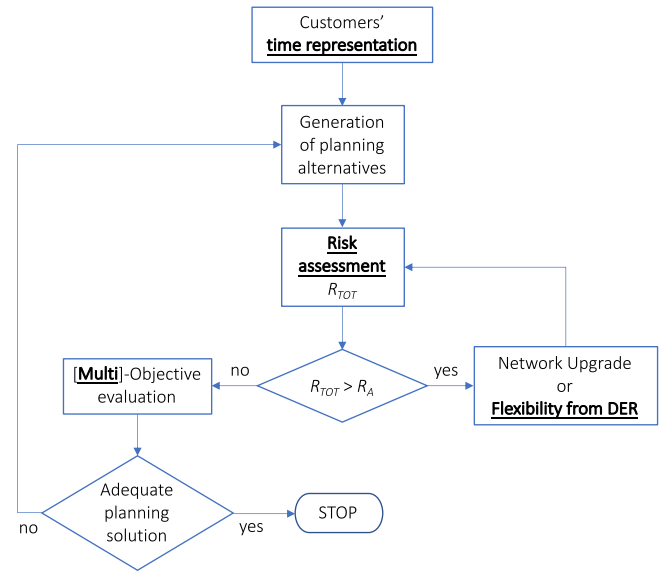 Customers’
time representation
Generation
of planning
alternatives
Risk
assessment
R_TOT
R_TOT > R_A
no
yes
[Multi]-Objective
evaluation
Network Upgrade
or
Flexibility from DER
Adequate
planning
solution
no
yes
STOP